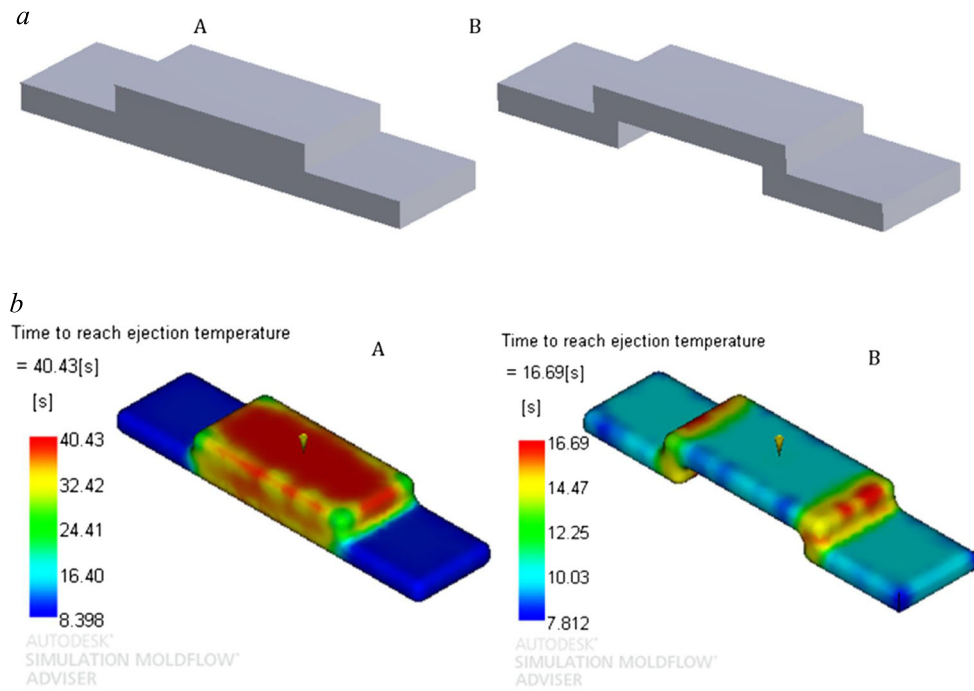 a
A
B
b
Time to reach ejection temperature
= 40.43[s]
A
[s]
40.43
32.42
24.41
16.40
8.398
AUTODESK®
SIMULATION MOLDFLOW®
ADVISER
Time to reach ejection temperature
= 16.69[s]
B
[s]
16.69
14.47
12.25
10.03
7.812
AUTODESK®
SIMULATION MOLDFLOW®
ADVISER